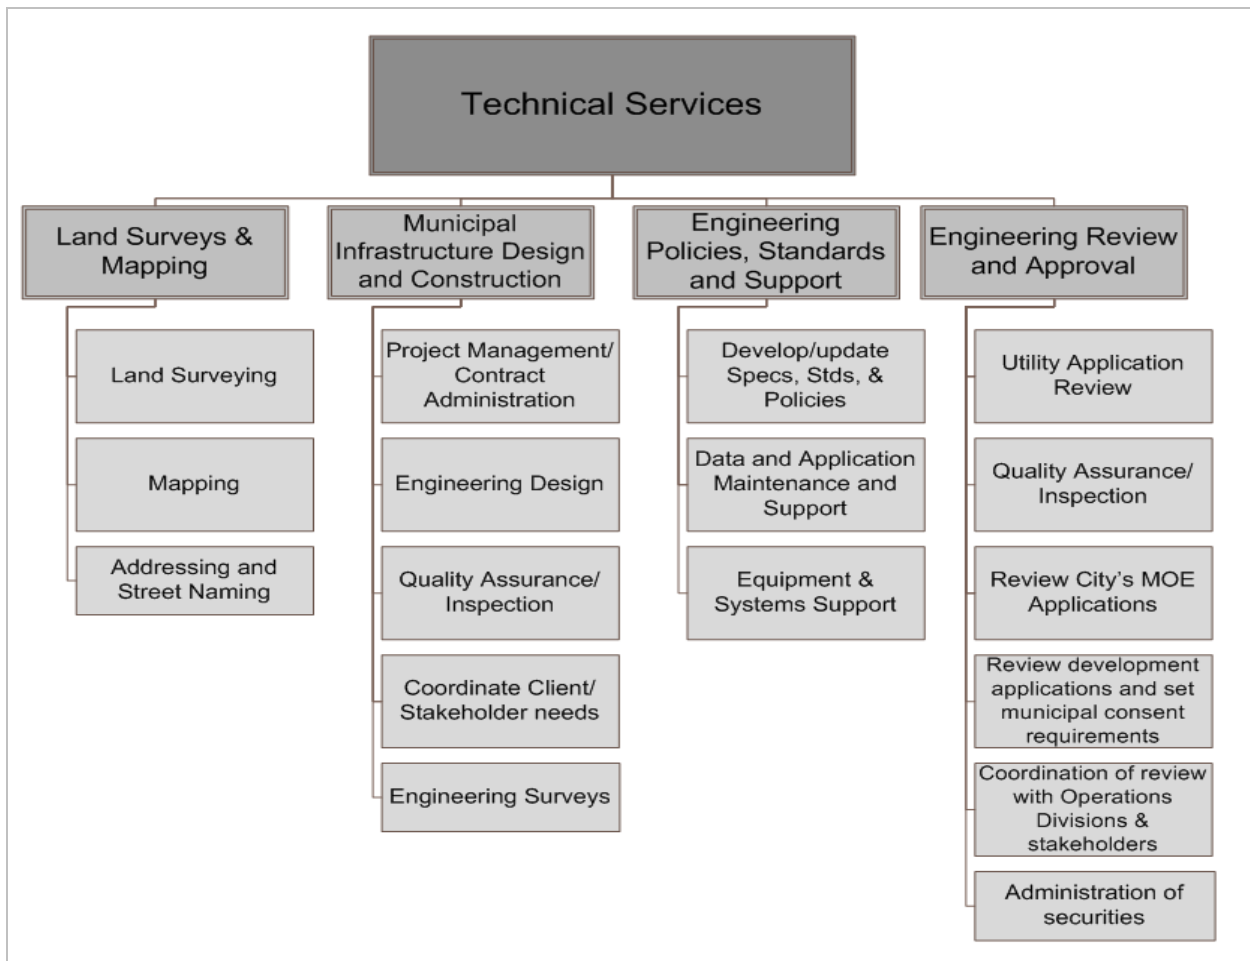 Technical Services
Land Surveys &
Mapping
Land Surveying
Mapping
Addressing and
Street Naming
Municipal
Infrastructure Design
and Construction
Project Management/
Contract
Administration
Engineering Design
Quality Assurance/
Inspection
Coordinate Client/
Stakeholder needs
Engineering Surveys
Engineering
Policies, Standards
and Support
Develop/update
Specs, Stds, &
Policies
Data and Application
Maintenance and
Support
Equipment &
Systems Support
Engineering Review
and Approval
Utility Application
Review
Quality Assurance/
Inspection
Review City’s MOE
Applications
Review development
applications and set
municipal consent
requirements
Coordination of review
with Operations
Divisions &
stakeholders
Administration of
securities